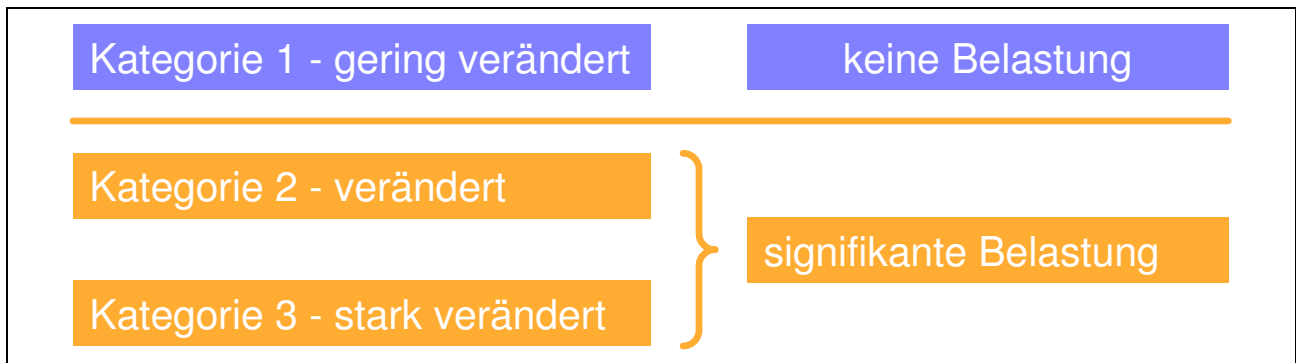 Kategorie 1 - gering verändert
keine Belastung
Kategorie 2 - verändert
signifikante Belastung
Kategorie 3 - stark verändert